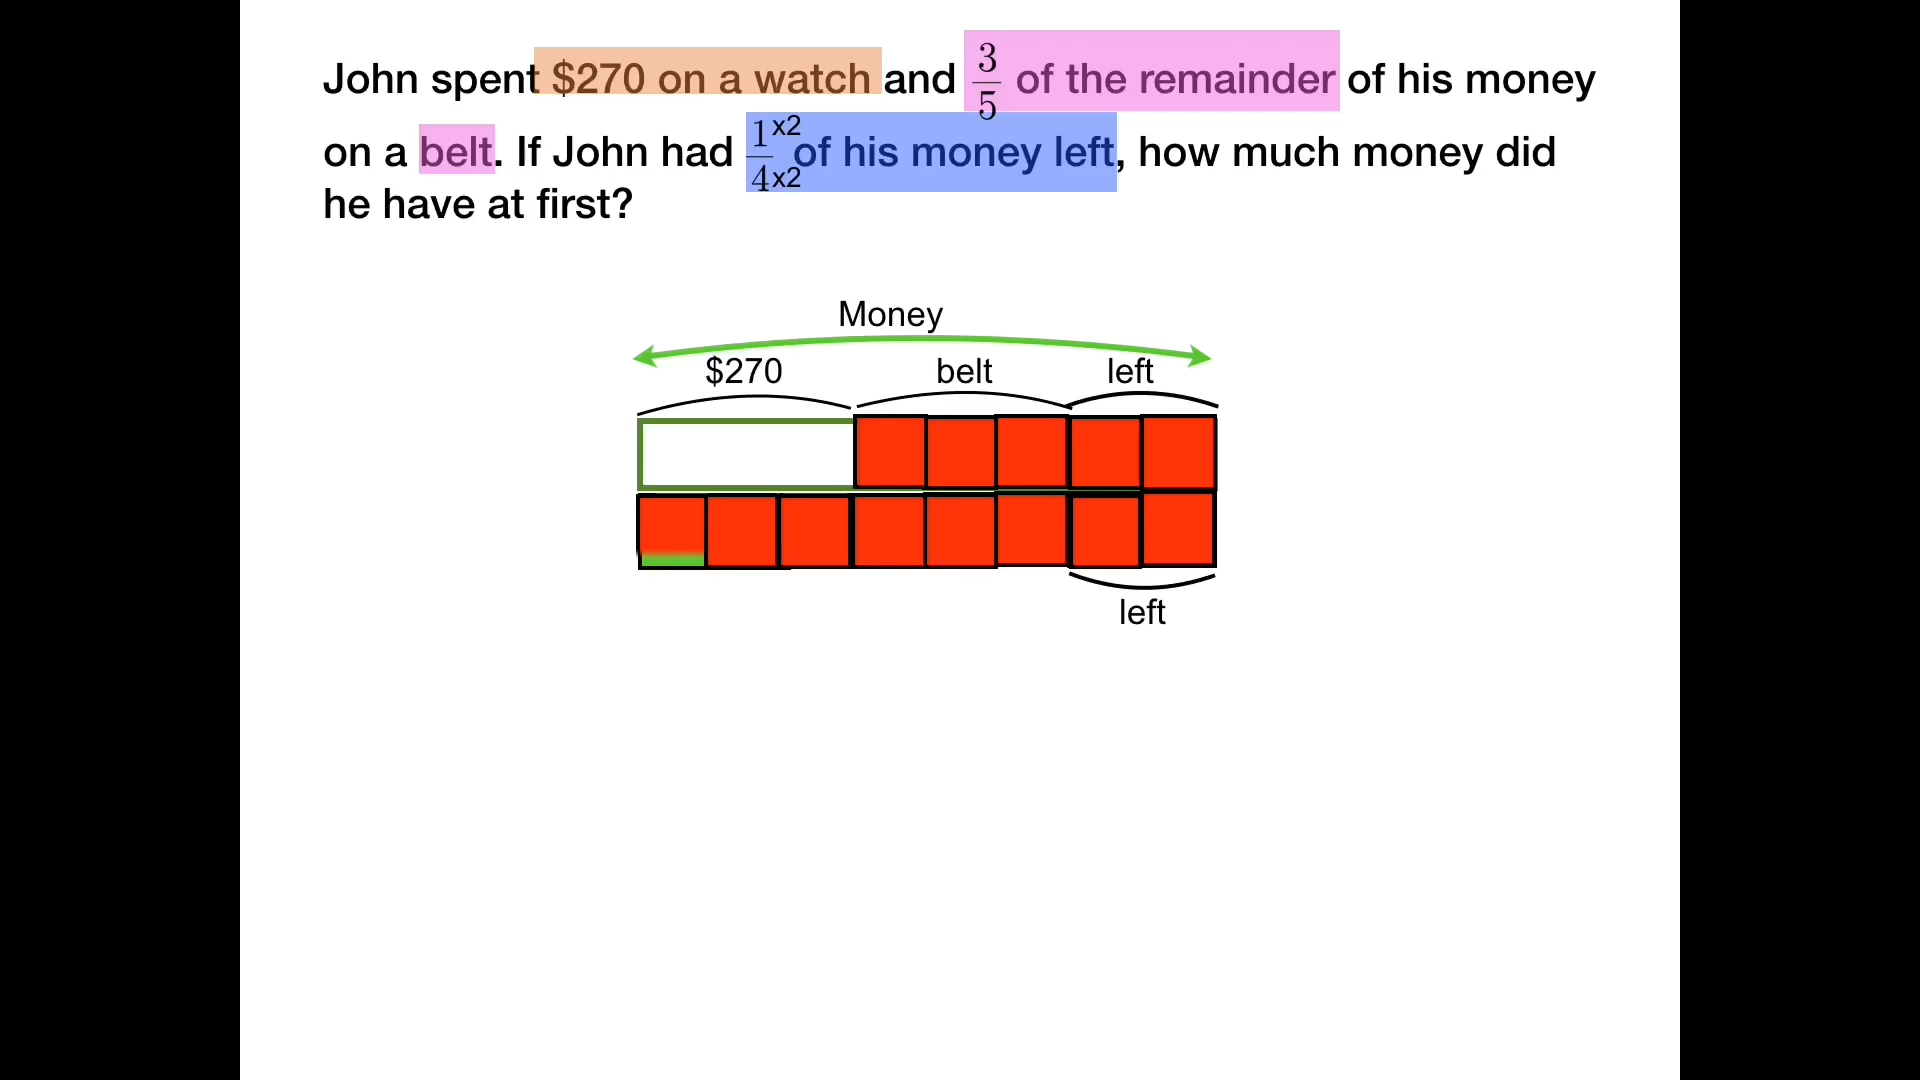 John spent $270 on a watch and 3/5 of the remainder of his money
on a belt. If John had 1x2/4x2 of his money left, how much money did
he have at first?
Money
$270 belt left
left